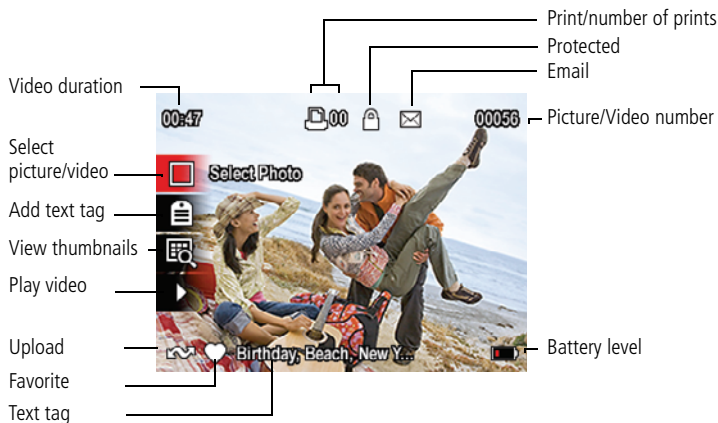 Print/number of prints
Protected
Email
Video duration
00:47
00
00056
Picture/Video number
Select
picture/video
Select Photo
Add text tag
View thumbnails
Play video
Upload
Birthday, Beach, New Y...
Battery level
Favorite
Text tag